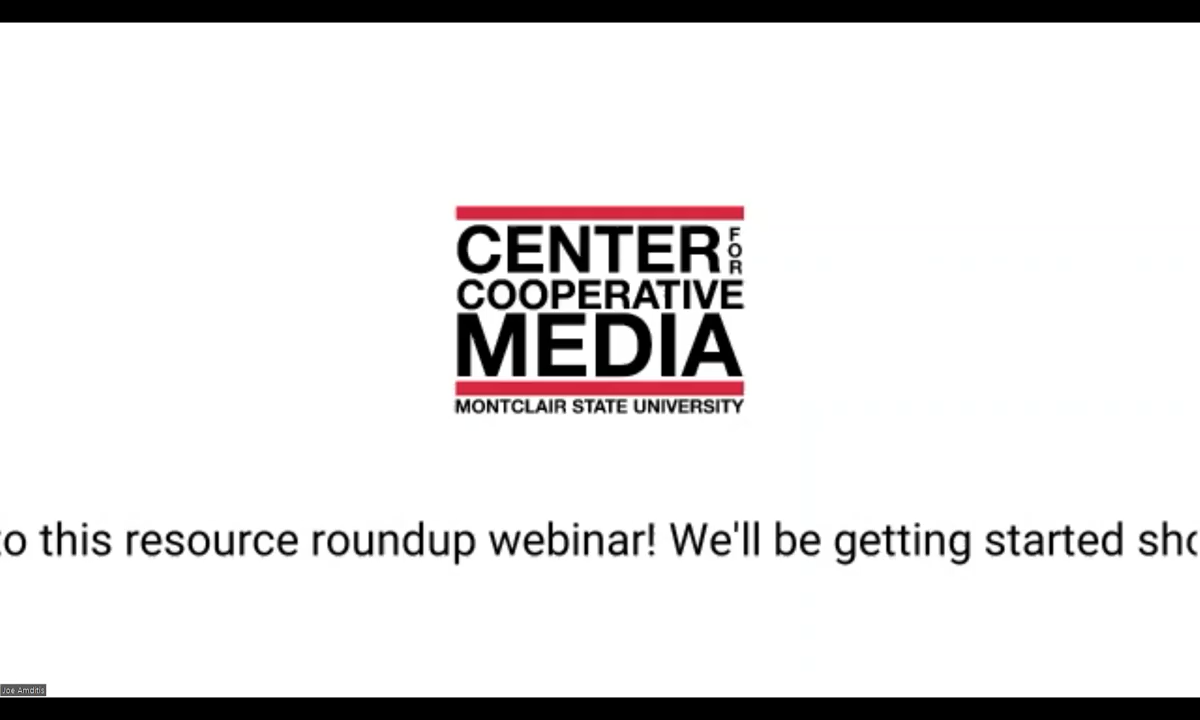 CENTER FOR
COOPERATIVE
MEDIA
MONTCLAIR STATE UNIVERSITY
to this resource roundup webinar! We'll be getting started sho
Joe Amditis